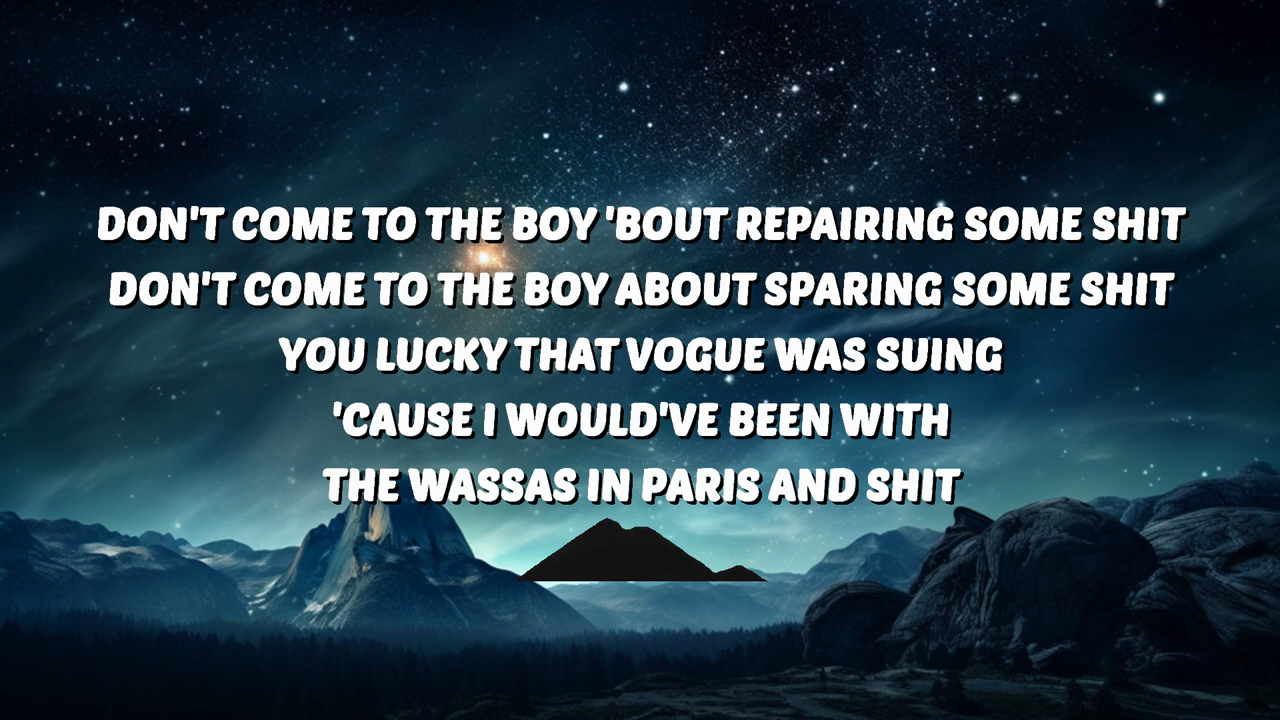 DON'T COME TO THE BOY 'BOUT REPAIRING SOME SHIT
DON'T COME TO THE BOY ABOUT SPARING SOME SHIT
YOU LUCKY THAT VOGUE WAS SUING
'CAUSE I WOULD'VE BEEN WITH
THE WASSAS IN PARIS AND SHIT